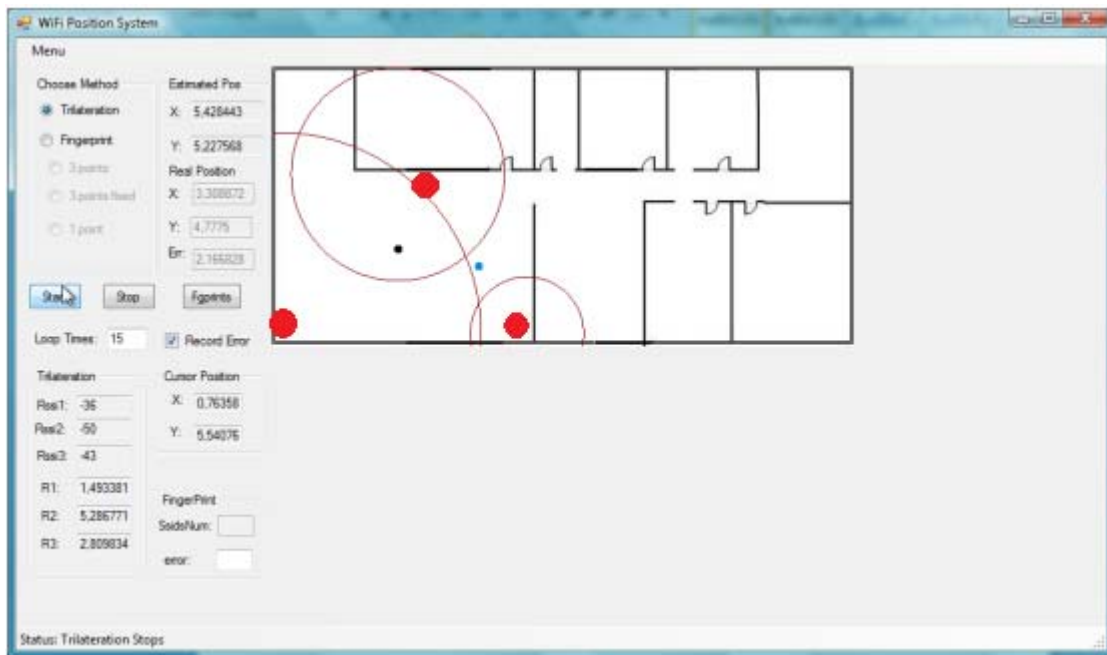 WiFi Position System
Menu
Choose Method
Trilateration
Fingerprint
3 points
3 points fixed
1 point
Estimated Pos
X: 5.428443
Y: 5.227568
Real Position
X: 3.308872
Y: 4.7775
Err: 2.166828
Start
Stop
Fgprints
Loop Times: 15
Record Error
Trilateration
Rssi1: -36
Rssi2: -50
Rssi3: -43
R1: 1.493381
R2: 5.286771
R3: 2.809834
Cursor Position
X: 0.76358
Y: 5.54076
FingerPrint
SsidsNum:
error:
Status: Trilateration Stops